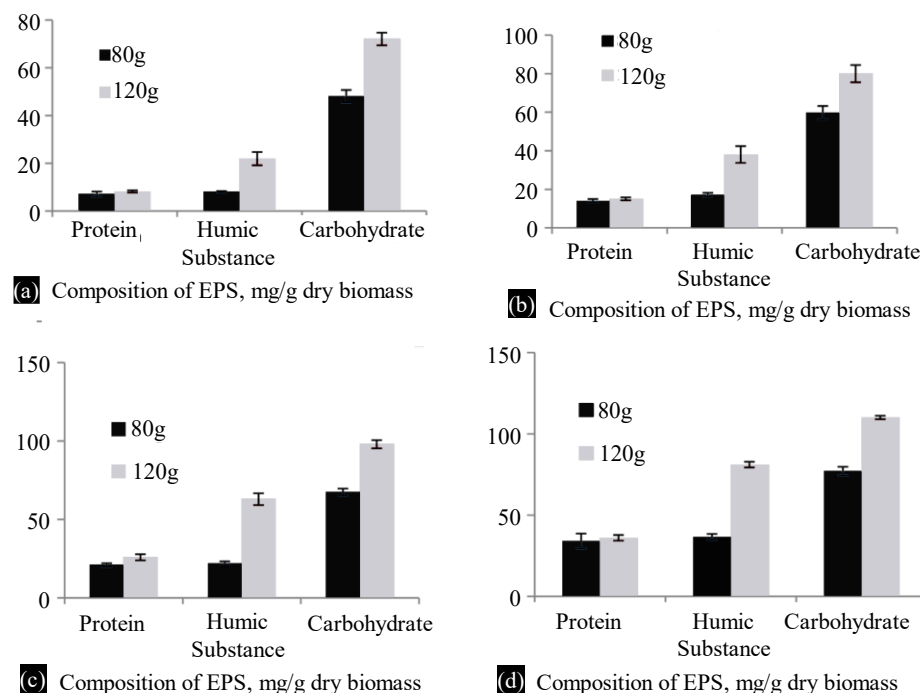 80
60
40
20
0
80g
120g
Protein
Humic
Substance
Carbohydrate
(a) Composition of EPS, mg/g dry biomass
100
80
60
40
20
0
80g
120g
Protein
Humic
Substance
Carbohydrate
(b) Composition of EPS, mg/g dry biomass
150
100
50
0
80g
120g
Protein
Humic
Substance
Carbohydrate
(c) Composition of EPS, mg/g dry biomass
150
100
50
0
80g
120g
Protein
Humic
Substance
Carbohydrate
(d) Composition of EPS, mg/g dry biomass